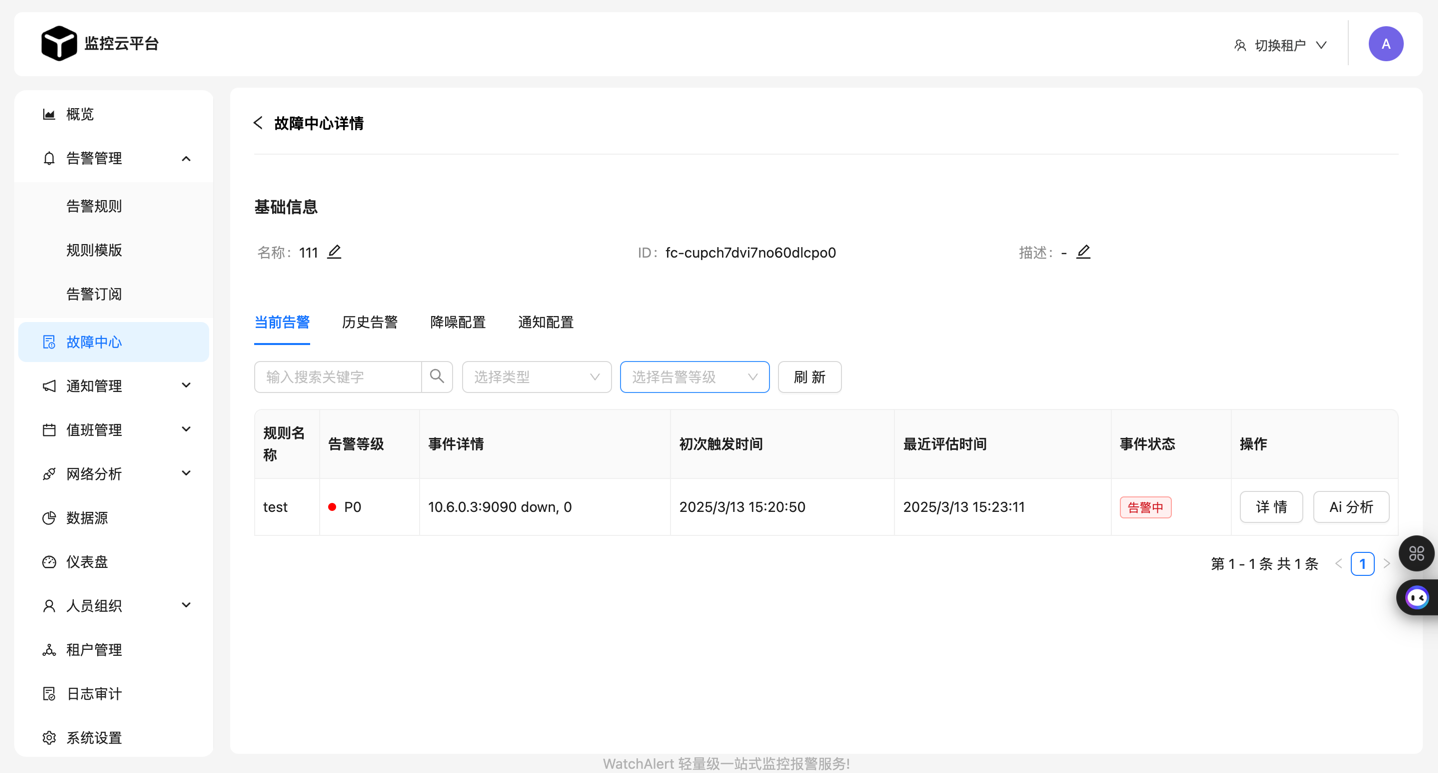 监控云平台
切换租户
A
概览
告警管理
告警规则
规则模版
告警订阅
故障中心
通知管理
值班管理
网络分析
数据源
仪表盘
人员组织
租户管理
日志审计
系统设置
故障中心详情
基础信息
名称: 111
ID: fc-cupch7dvi7no60dlcpo0
描述: -
当前告警 历史告警 降噪配置 通知配置
输入搜索关键字 选择类型 选择告警等级 刷 新
规则名称 告警等级 事件详情 初次触发时间 最近评估时间 事件状态 操作
test P0 10.6.0.3:9090 down, 0 2025/3/13 15:20:50 2025/3/13 15:23:11 告警中 详 情 Ai 分析
第 1 - 1 条 共 1 条 1
WatchAlert 轻量级一站式监控报警服务!